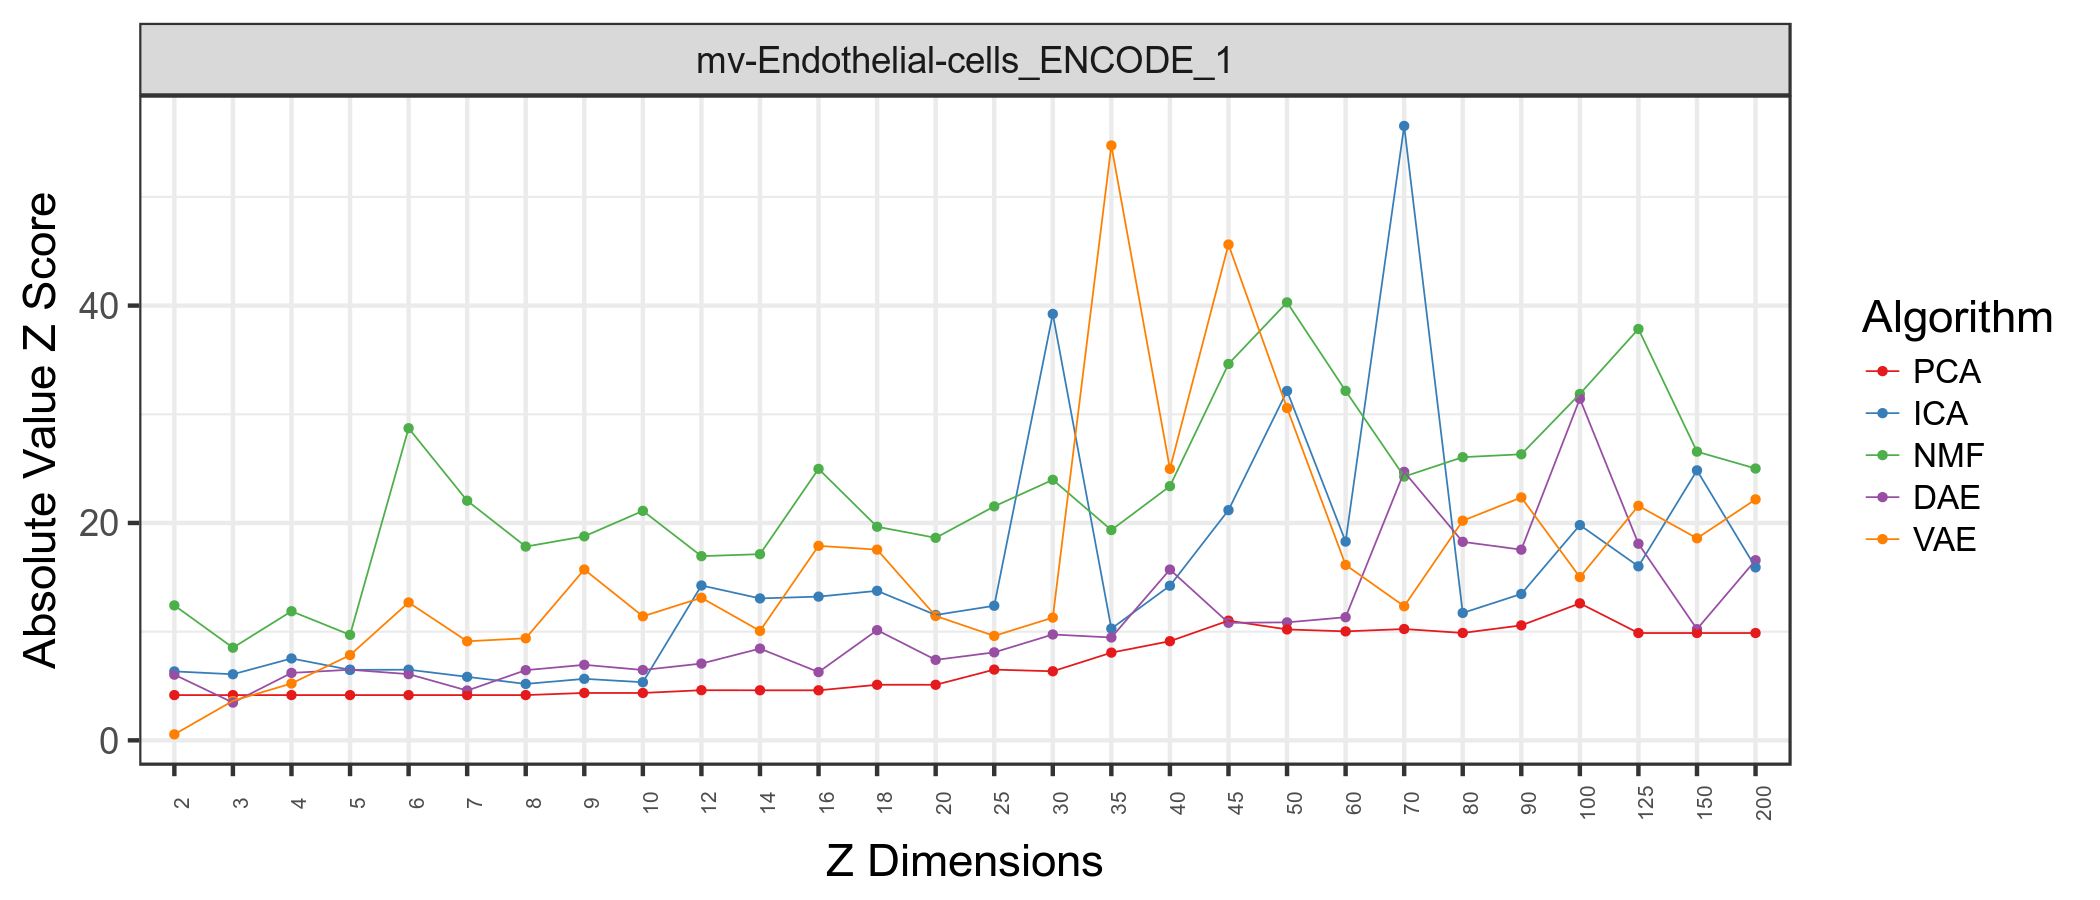 mv-Endothelial-cells_ENCODE_1
Absolute Value Z Score
40
20
0
2 3 4 5 6 7 8 9 10 12 14 16 18 20 25 30 35 40 45 50 60 70 80 90 100 125 150 200
Z Dimensions
Algorithm
PCA
ICA
NMF
DAE
VAE